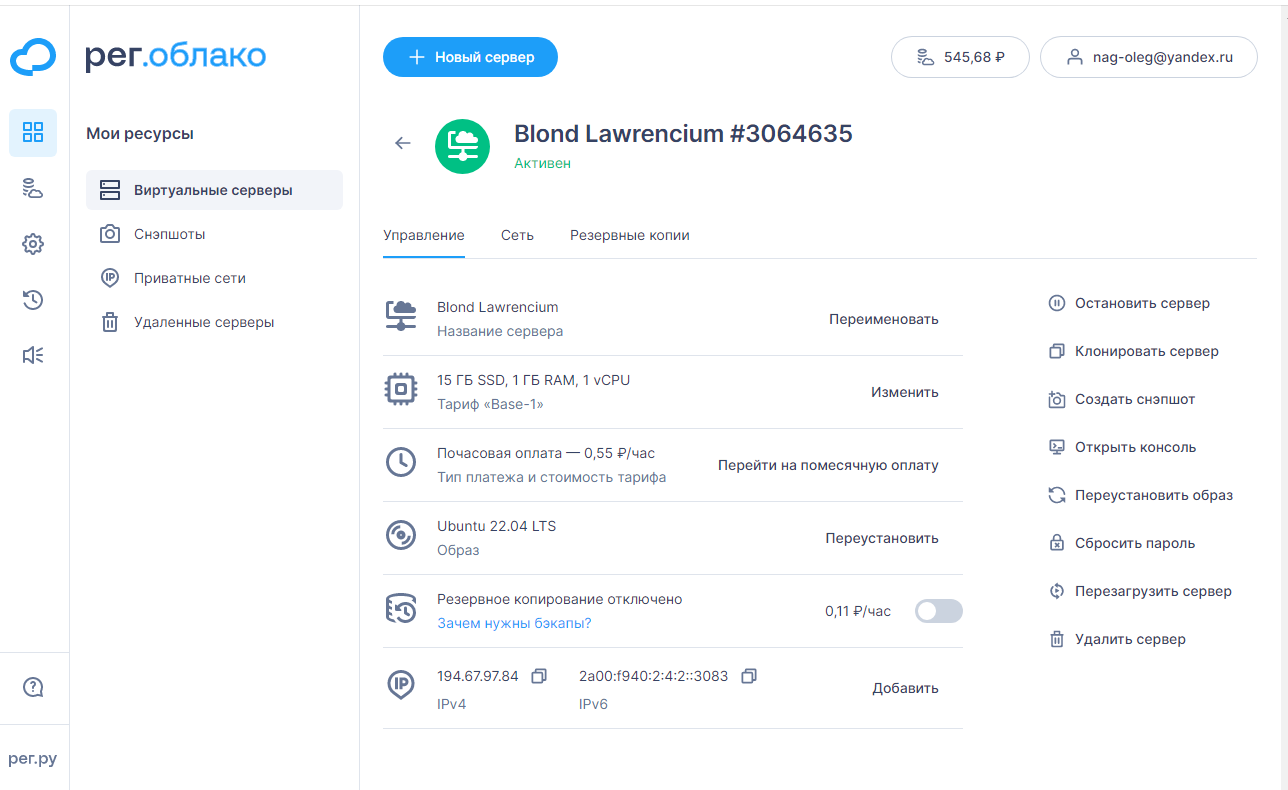 рег.облако
Новый сервер
545,68 ₽
nag-oleg@yandex.ru
Мои ресурсы
Виртуальные серверы
Снэпшоты
IP
Приватные сети
Удаленные серверы
?
рег.ру
Blond Lawrencium #3064635
Активен
Управление
Сеть
Резервные копии
Blond Lawrencium
Название сервера
Переименовать
15 ГБ SSD, 1 ГБ RAM, 1 vCPU
Тариф «Base-1»
Изменить
Почасовая оплата — 0,55 ₽/час
Тип платежа и стоимость тарифа
Перейти на помесячную оплату
Ubuntu 22.04 LTS
Образ
Переустановить
Резервное копирование отключено
Зачем нужны бэкапы?
0,11 ₽/час
IP
194.67.97.84
IPv4
2a00:f940:2:4:2::3083
IPv6
Добавить
Остановить сервер
Клонировать сервер
Создать снэпшот
Открыть консоль
Переустановить образ
Сбросить пароль
Перезагрузить сервер
Удалить сервер